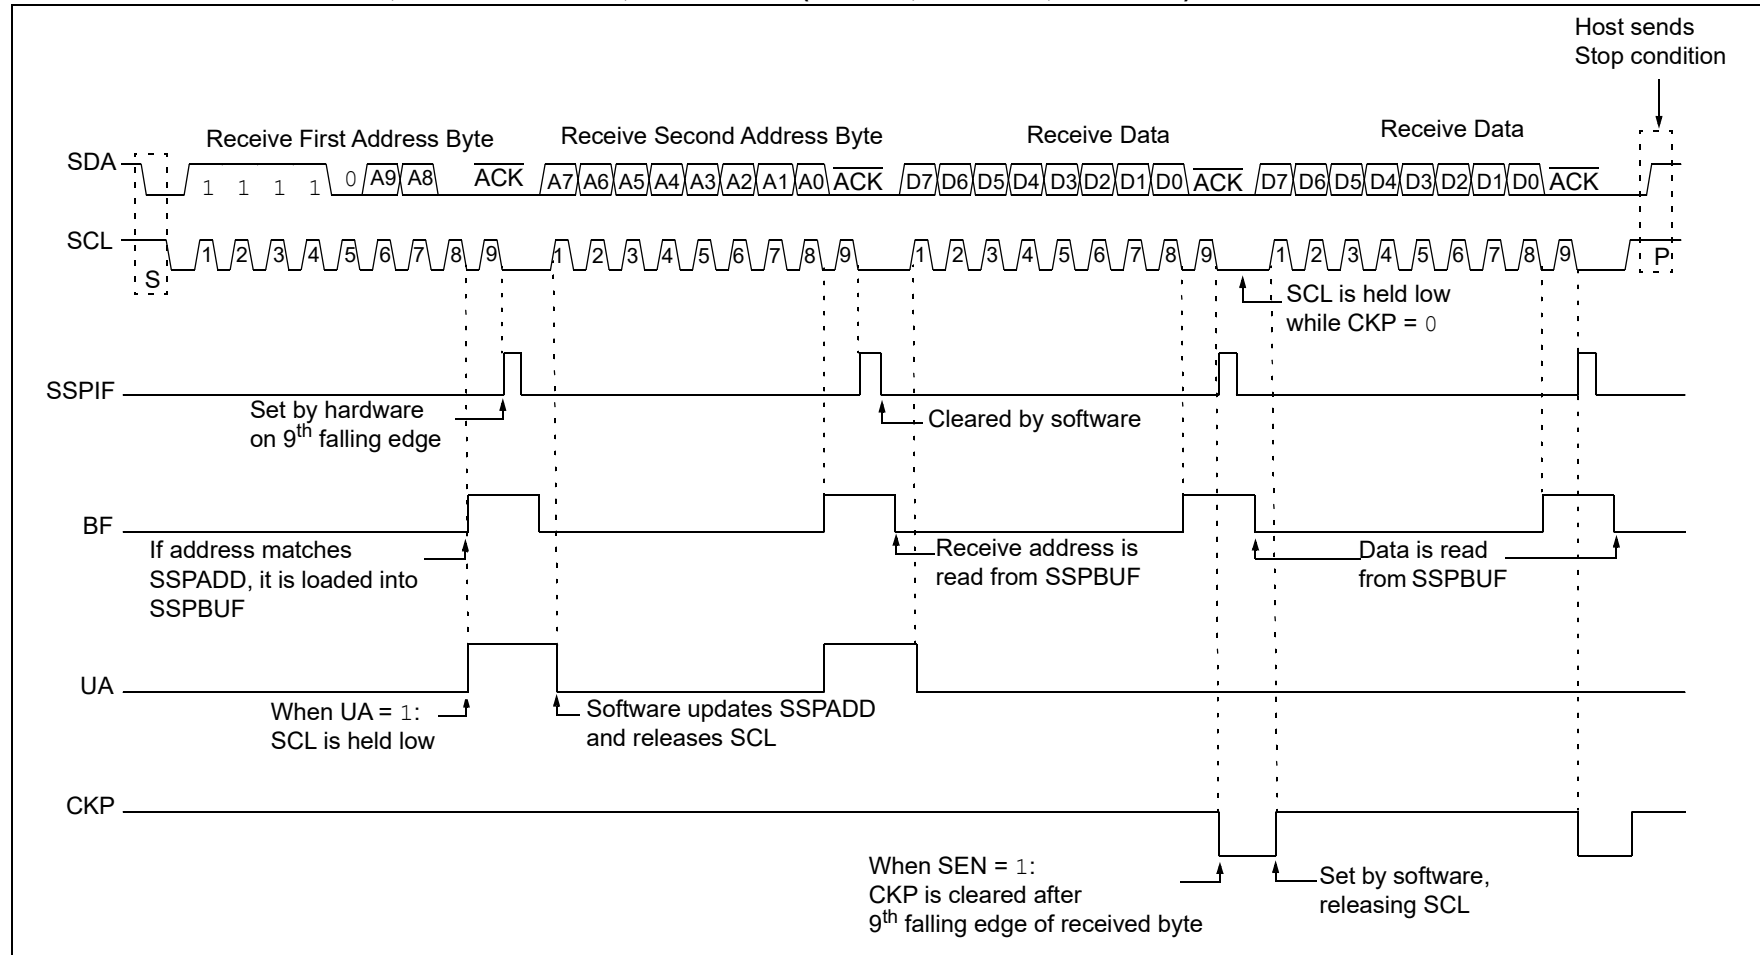 Host sends
Stop condition
Receive First Address Byte
Receive Second Address Byte
Receive Data
Receive Data
SDA
1 1 1 1 0 A9 A8 ACK A7 A6 A5 A4 A3 A2 A1 A0 ACK D7 D6 D5 D4 D3 D2 D1 D0 ACK D7 D6 D5 D4 D3 D2 D1 D0 ACK
SCL
S
1 2 3 4 5 6 7 8 9 1 2 3 4 5 6 7 8 9 1 2 3 4 5 6 7 8 9 1 2 3 4 5 6 7 8 9
P
SCL is held low
while CKP = 0
SSPIF
Set by hardware
on 9th falling edge
Cleared by software
BF
If address matches
SSPADD, it is loaded into
SSPBUF
Receive address is
read from SSPBUF
Data is read
from SSPBUF
UA
When UA = 1:
SCL is held low
Software updates SSPADD
and releases SCL
CKP
When SEN = 1:
CKP is cleared after
9th falling edge of received byte
Set by software,
releasing SCL